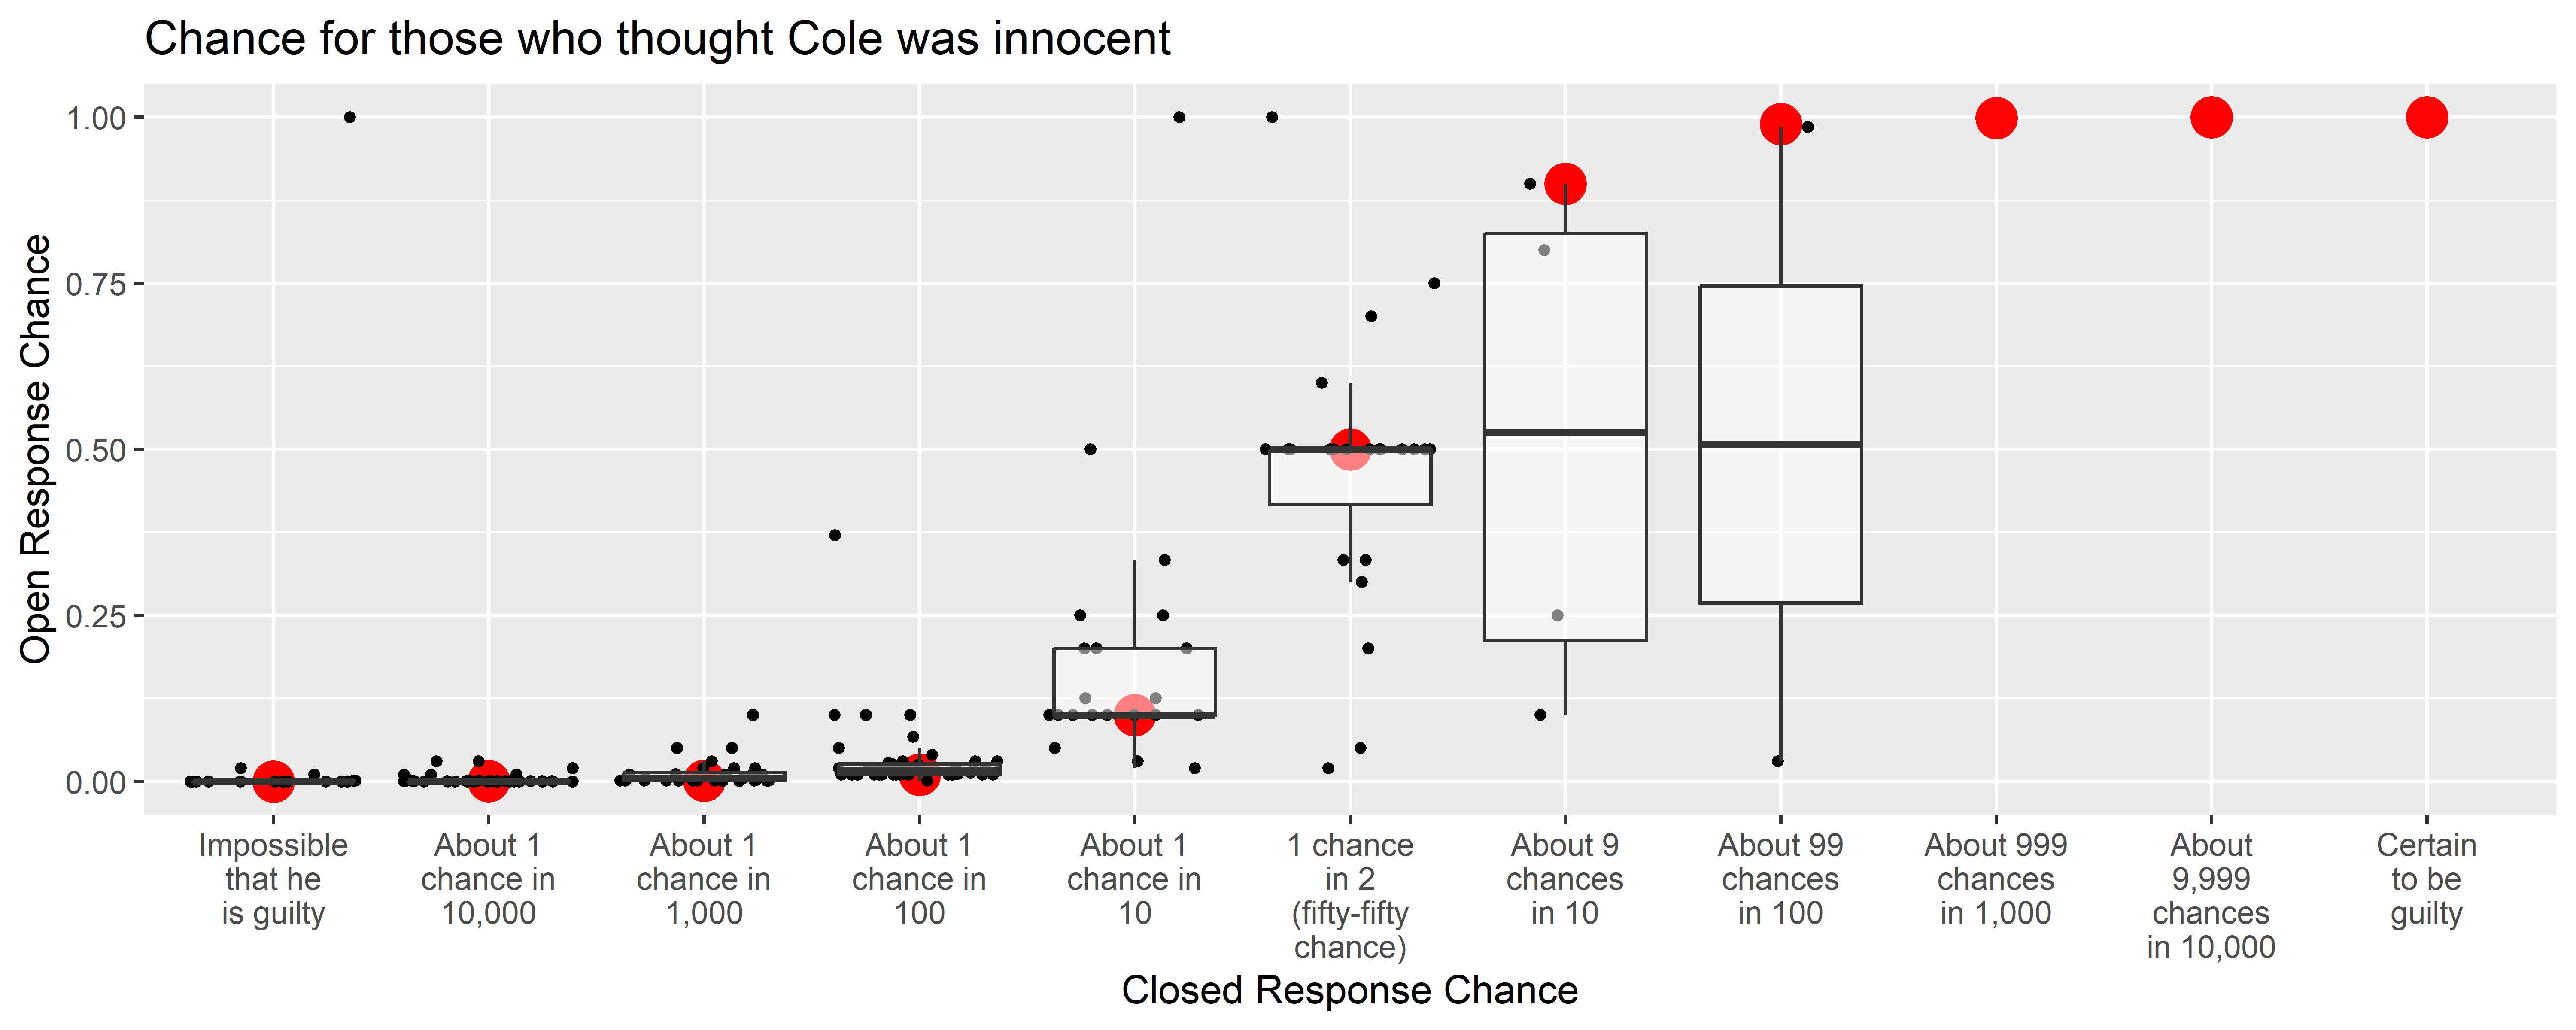 Chance for those who thought Cole was innocent
Open Response Chance
1.00
0.75
0.50
0.25
0.00
Impossible
that he
is guilty
About 1
chance in
10,000
About 1
chance in
1,000
About 1
chance in
100
About 1
chance in
10
1 chance
in 2
(fifty-fifty
chance)
About 9
chances
in 10
About 99
chances
in 100
About 999
chances
in 1,000
About
9,999
chances
in 10,000
Certain
to be
guilty
Closed Response Chance